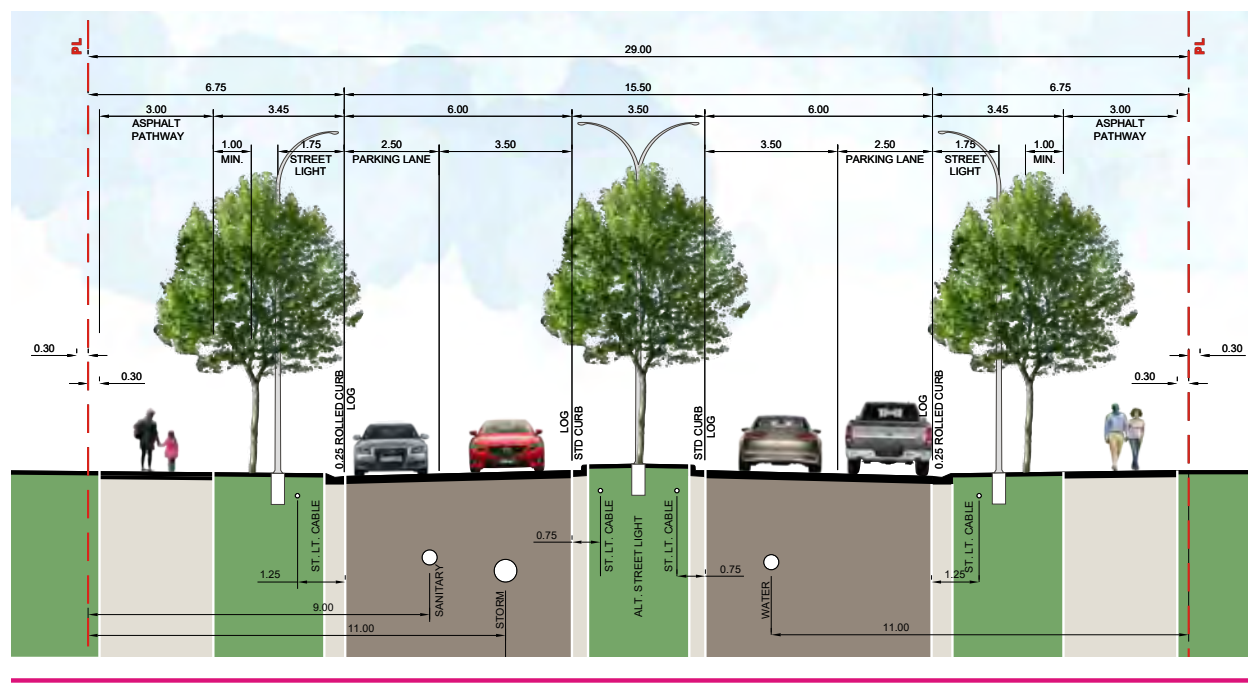 PL
PL
29.00
6.75
15.50
6.75
3.00
3.45
6.00
3.50
6.00
3.45
3.00
ASPHALT
PATHWAY
ASPHALT
PATHWAY
1.00
MIN.
1.75
STREET
LIGHT
2.50
PARKING LANE
3.50
3.50
2.50
PARKING LANE
1.75
STREET
LIGHT
1.00
MIN.
0.30
0.30
0.30
0.30
0.25 ROLLED CURB
LOG
LOG
STD CURB
STD CURB
LOG
LOG
0.25 ROLLED CURB
ST. LT. CABLE
1.25
SANITARY
STORM
0.75
ST. LT. CABLE
ALT. STREET LIGHT
ST. LT. CABLE
0.75
WATER
1.25
ST. LT. CABLE
9.00
11.00
11.00